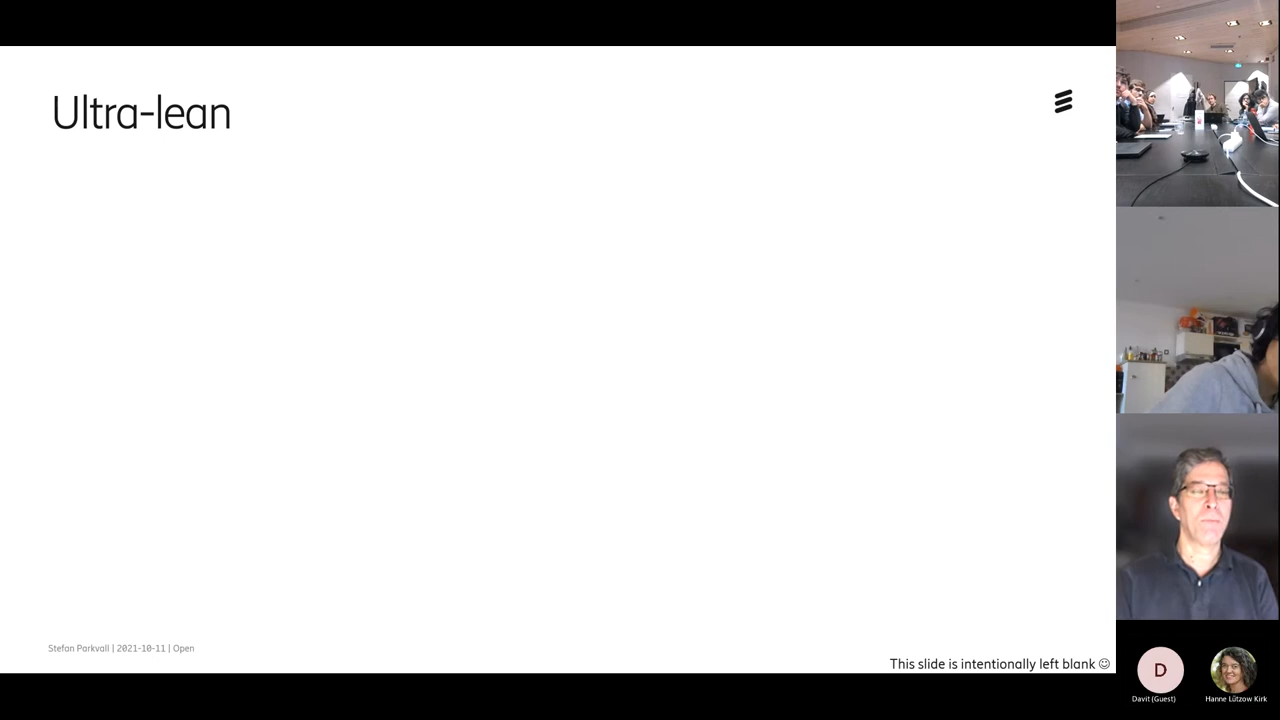 Ultra-lean
Stefan Parkvall | 2021-10-11 | Open
This slide is intentionally left blank ☺
D
Davit (Guest)
Hanne Lützow Kirk